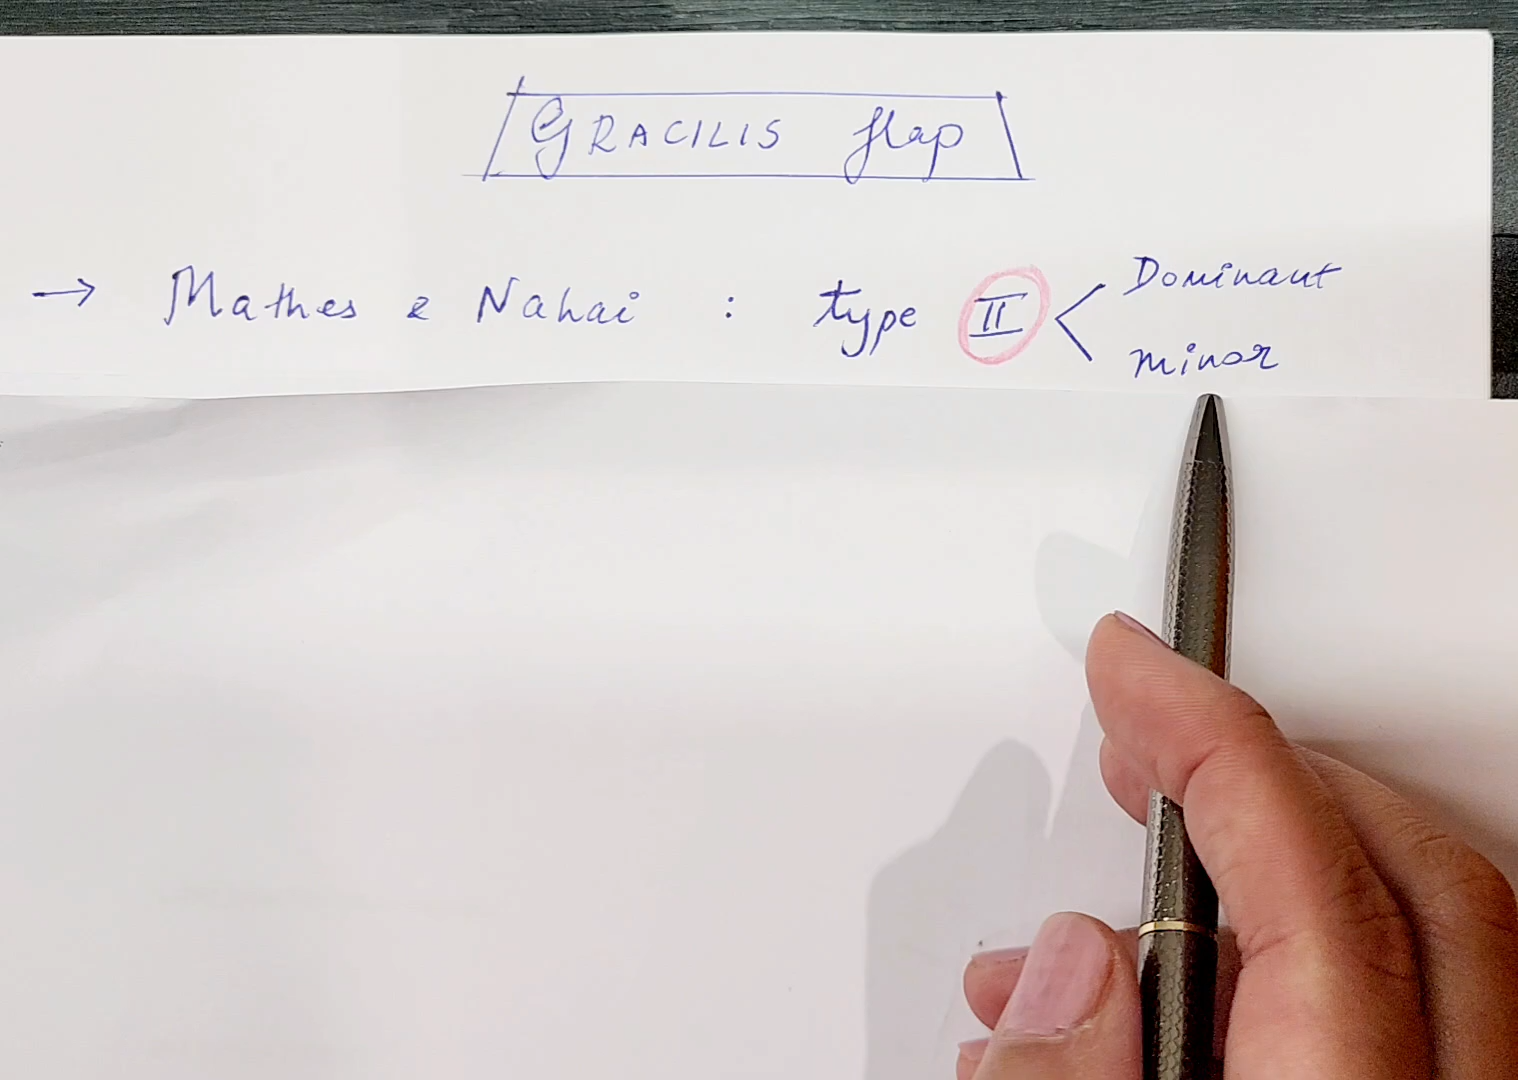 GRACILIS flap
→ Mathes & Nahai : type II < Dominant
minor